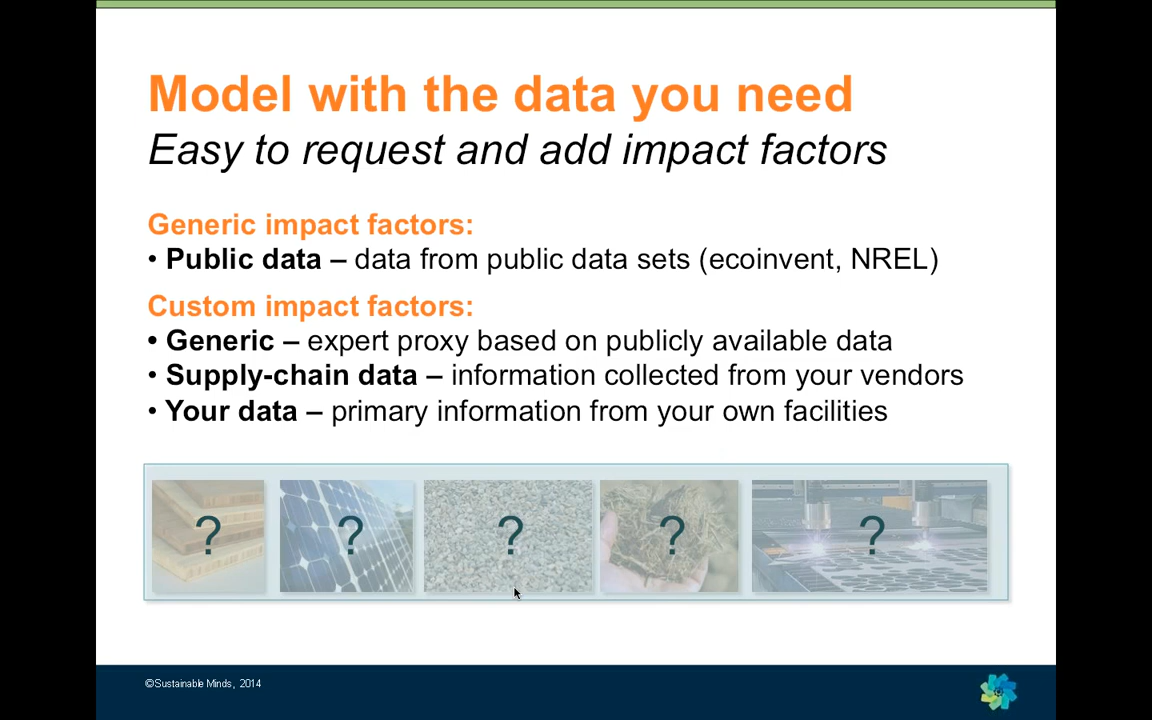 Model with the data you need
Easy to request and add impact factors
Generic impact factors:
• Public data – data from public data sets (ecoinvent, NREL)
Custom impact factors:
• Generic – expert proxy based on publicly available data
• Supply-chain data – information collected from your vendors
• Your data – primary information from your own facilities
? ? ? ? ?
©Sustainable Minds, 2014